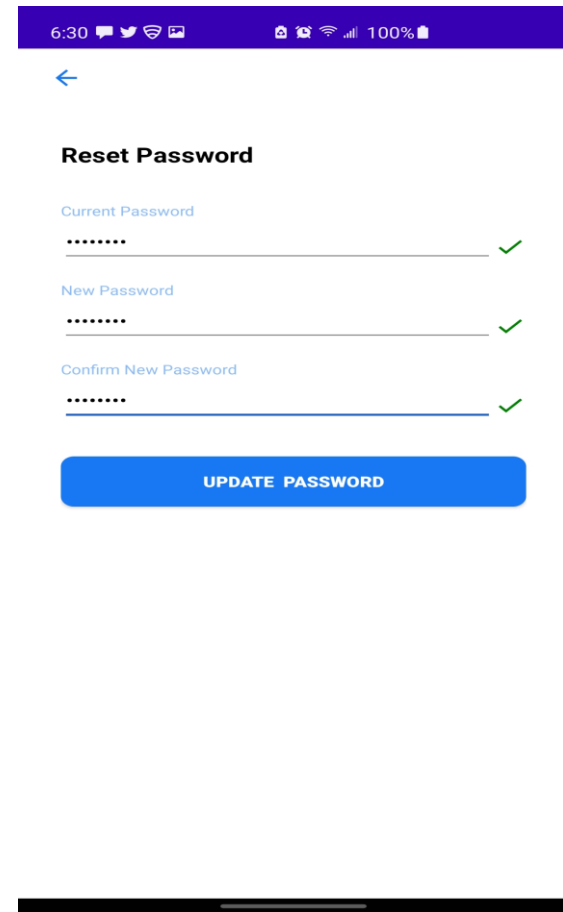 6:30 100%
Reset Password
Current Password
••••••••
New Password
••••••••
Confirm New Password
••••••••
UPDATE PASSWORD